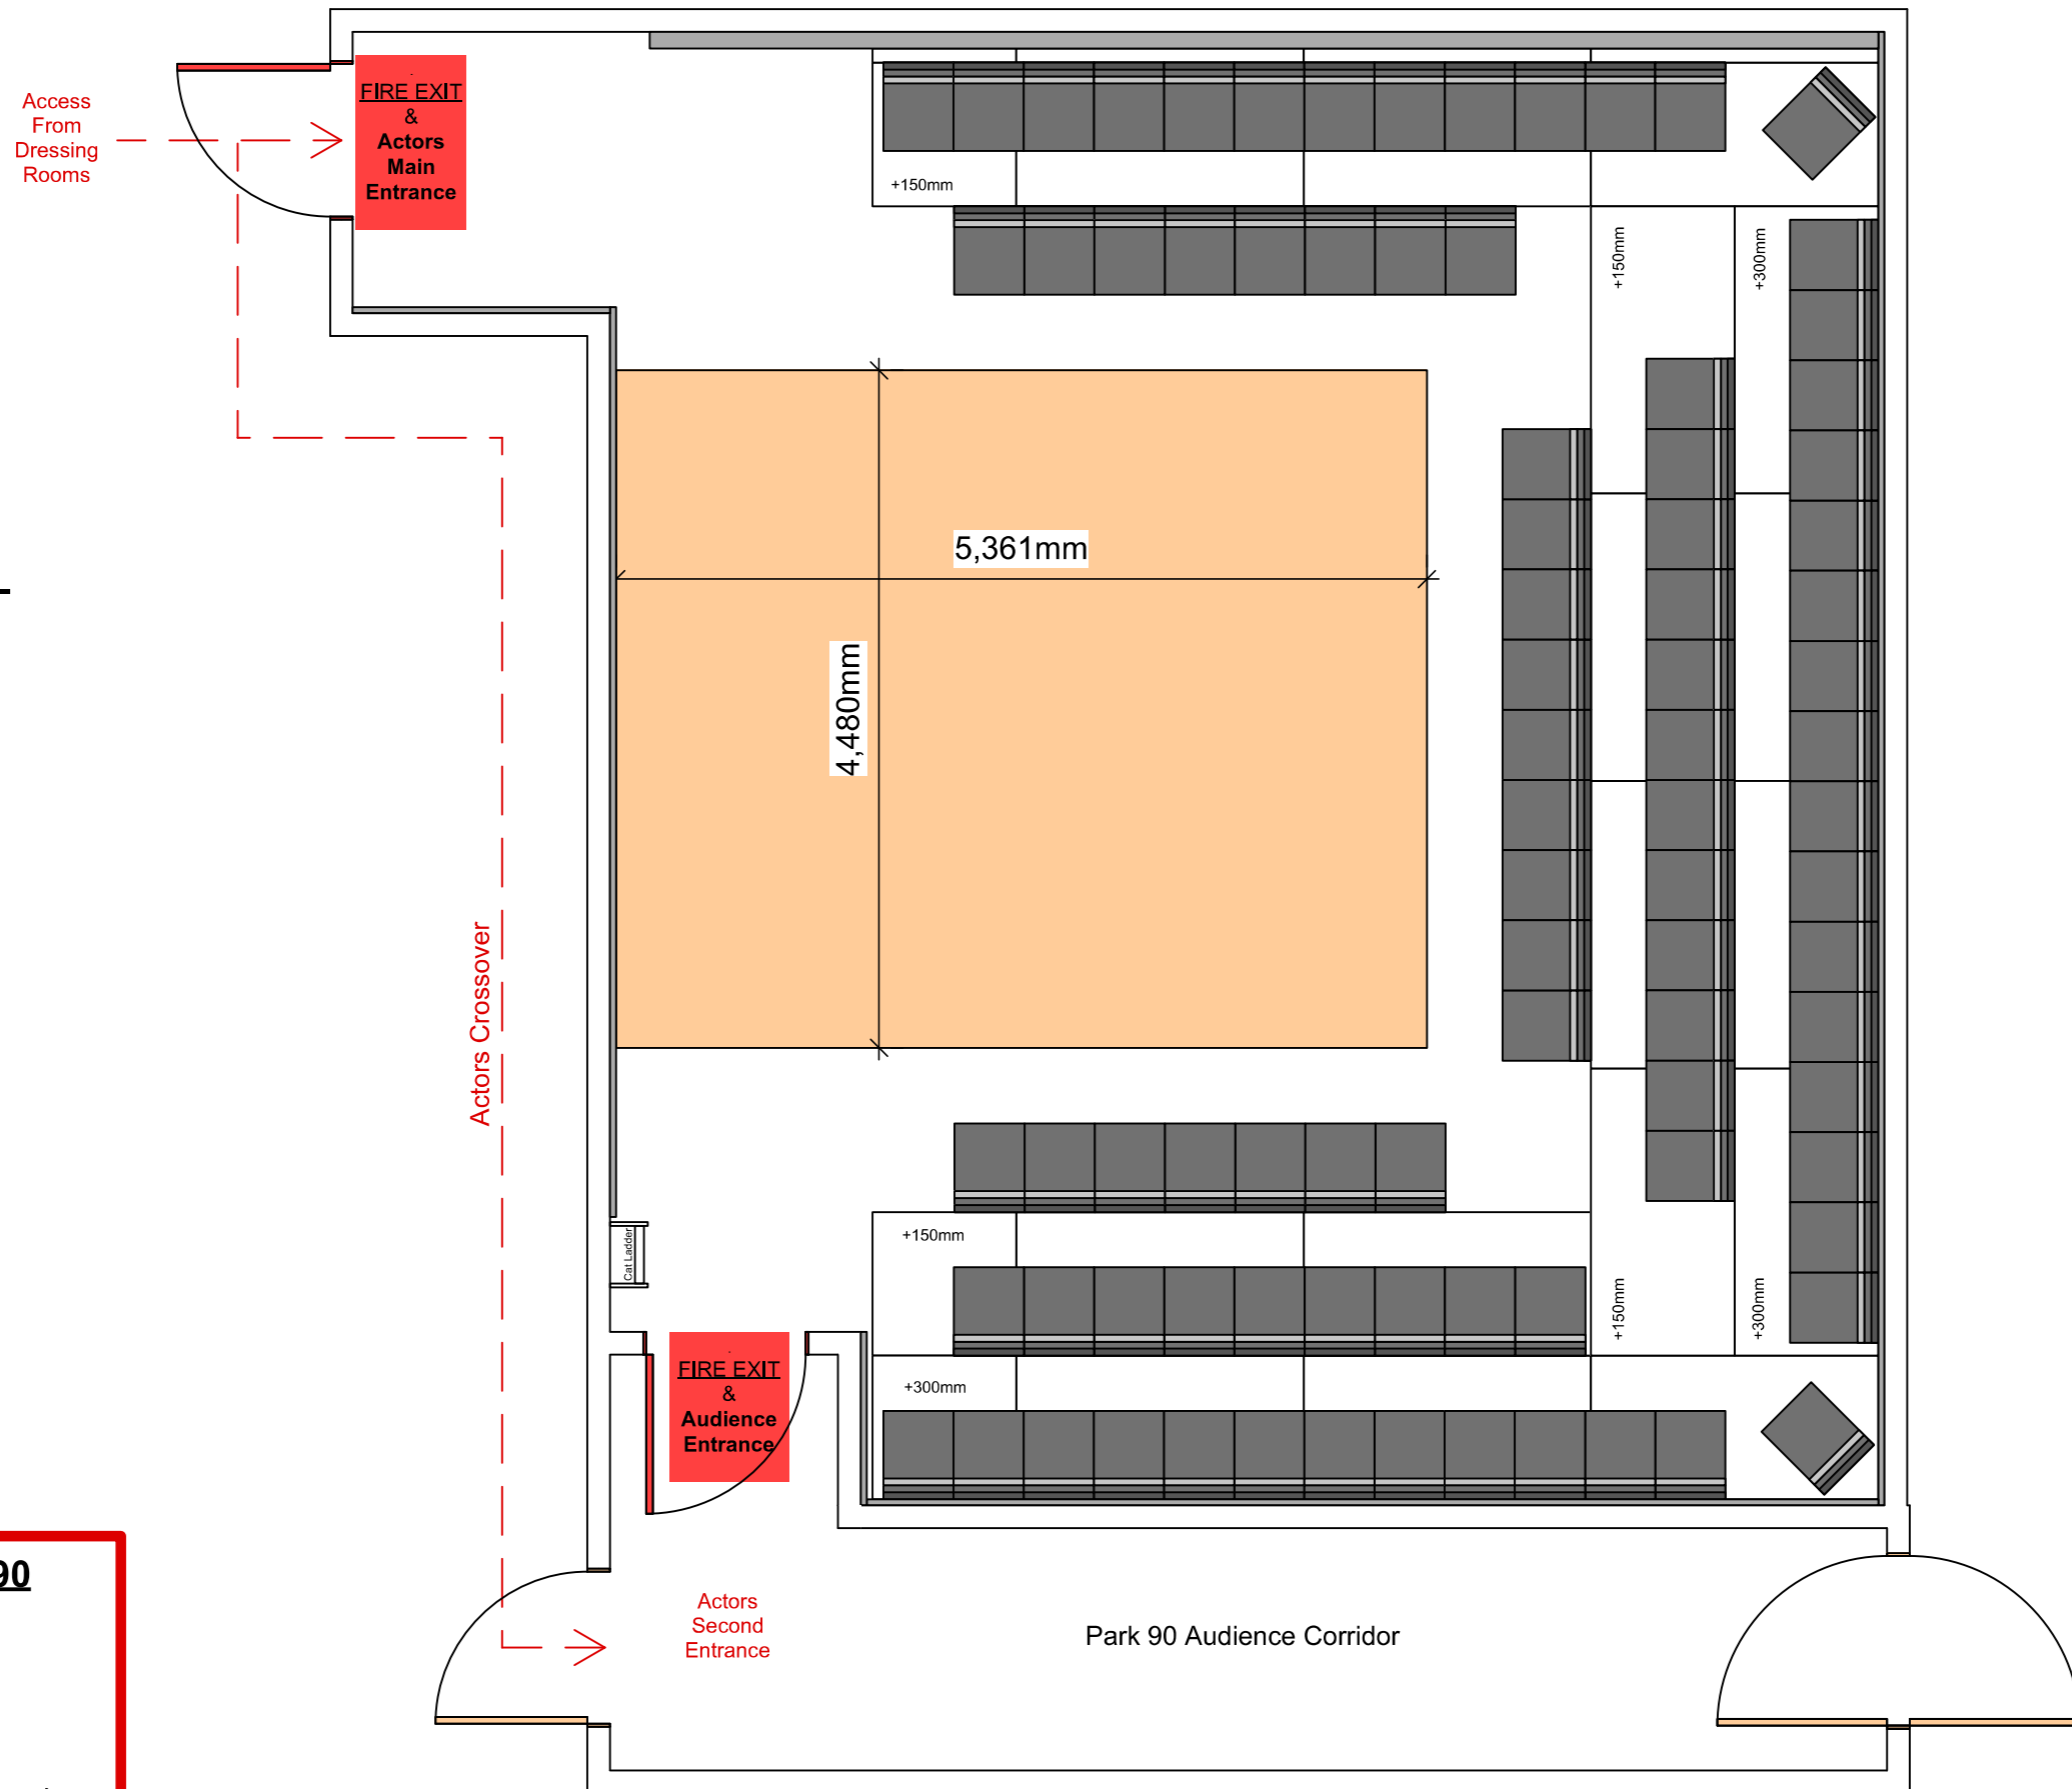 Access
From
Dressing
Rooms
FIRE EXIT
&
Actors
Main
Entrance
+150mm
+150mm
+300mm
5,361mm
4,480mm
Actors Crossover
+150mm
Cat Ladder
+150mm
+300mm
FIRE EXIT
&
Audience
Entrance
+300mm
90
Actors
Second
Entrance
Park 90 Audience Corridor